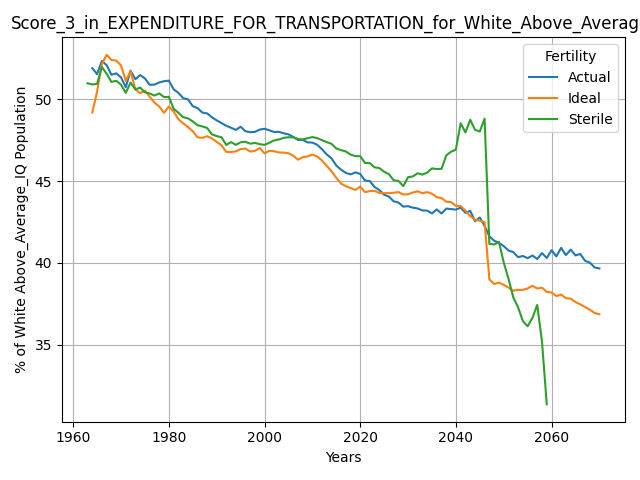 Score_3_in_EXPENDITURE_FOR_TRANSPORTATION_for_White_Above_Averag
Fertility
Actual
Ideal
Sterile
% of White Above_Average_IQ Population
50
45
40
35
1960
1980
2000
2020
2040
2060
Years